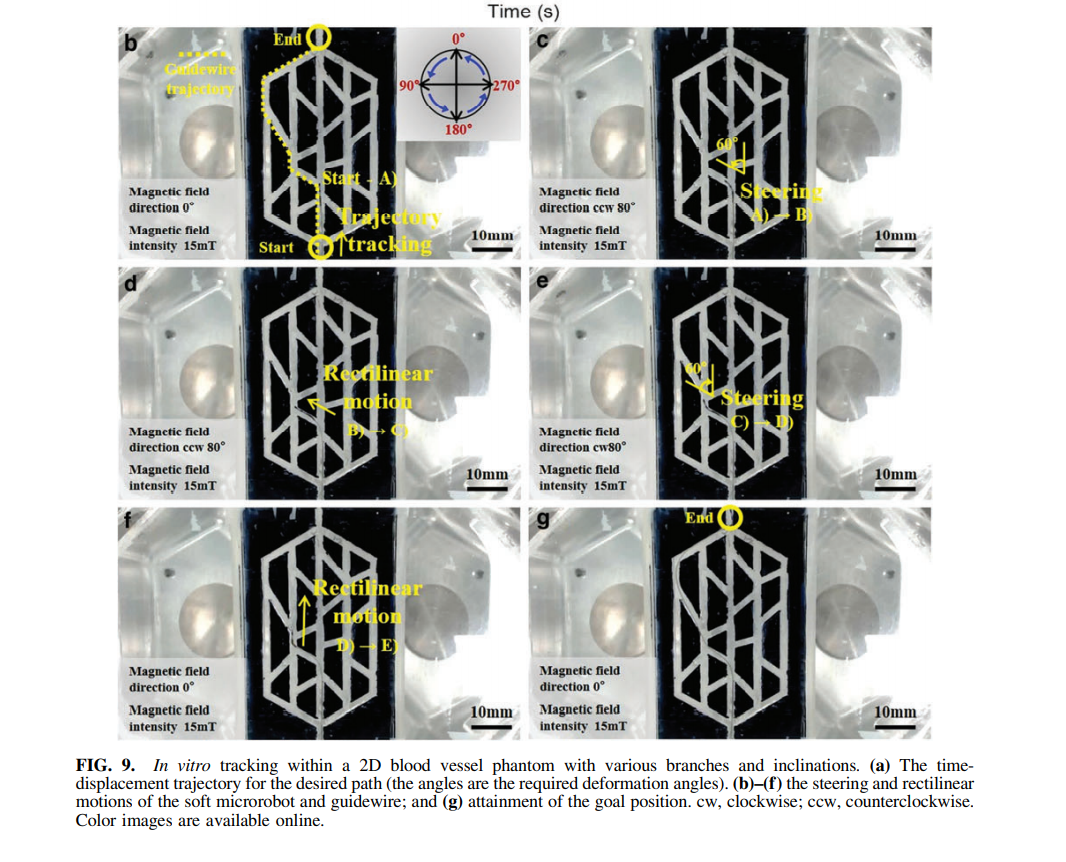 Time (s)
b
End
Guidewire
trajectory
0°
90°
270°
180°
Start - A)
Trajectory
tracking
Start
Magnetic field
direction 0°
Magnetic field
intensity 15mT
10mm
c
60°
Steering
A) → B)
Magnetic field
direction ccw 80°
Magnetic field
intensity 15mT
10mm
d
Rectilinear
motion
B) → C)
Magnetic field
direction ccw 80°
Magnetic field
intensity 15mT
10mm
e
60°
Steering
C) → D)
Magnetic field
direction cw80°
Magnetic field
intensity 15mT
10mm
f
Rectilinear
motion
D) → E)
Magnetic field
direction 0°
Magnetic field
intensity 15mT
10mm
g
End
Magnetic field
direction 0°
Magnetic field
intensity 15mT
10mm
FIG. 9. In vitro tracking within a 2D blood vessel phantom with various branches and inclinations. (a) The time-
displacement trajectory for the desired path (the angles are the required deformation angles). (b)–(f) the steering and rectilinear
motions of the soft microrobot and guidewire; and (g) attainment of the goal position. cw, clockwise; ccw, counterclockwise.
Color images are available online.